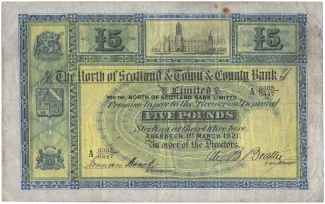 £5 £5
The North of Scotland & Town & County Bank
Limited
FOR THE NORTH OF SCOTLAND BANK LIMITED
Promise to pay to the Bearer on Demand
FIVE POUNDS
Sterling at their Office here
ABERDEEN, 1ST MARCH 1921
By order of the Directors.